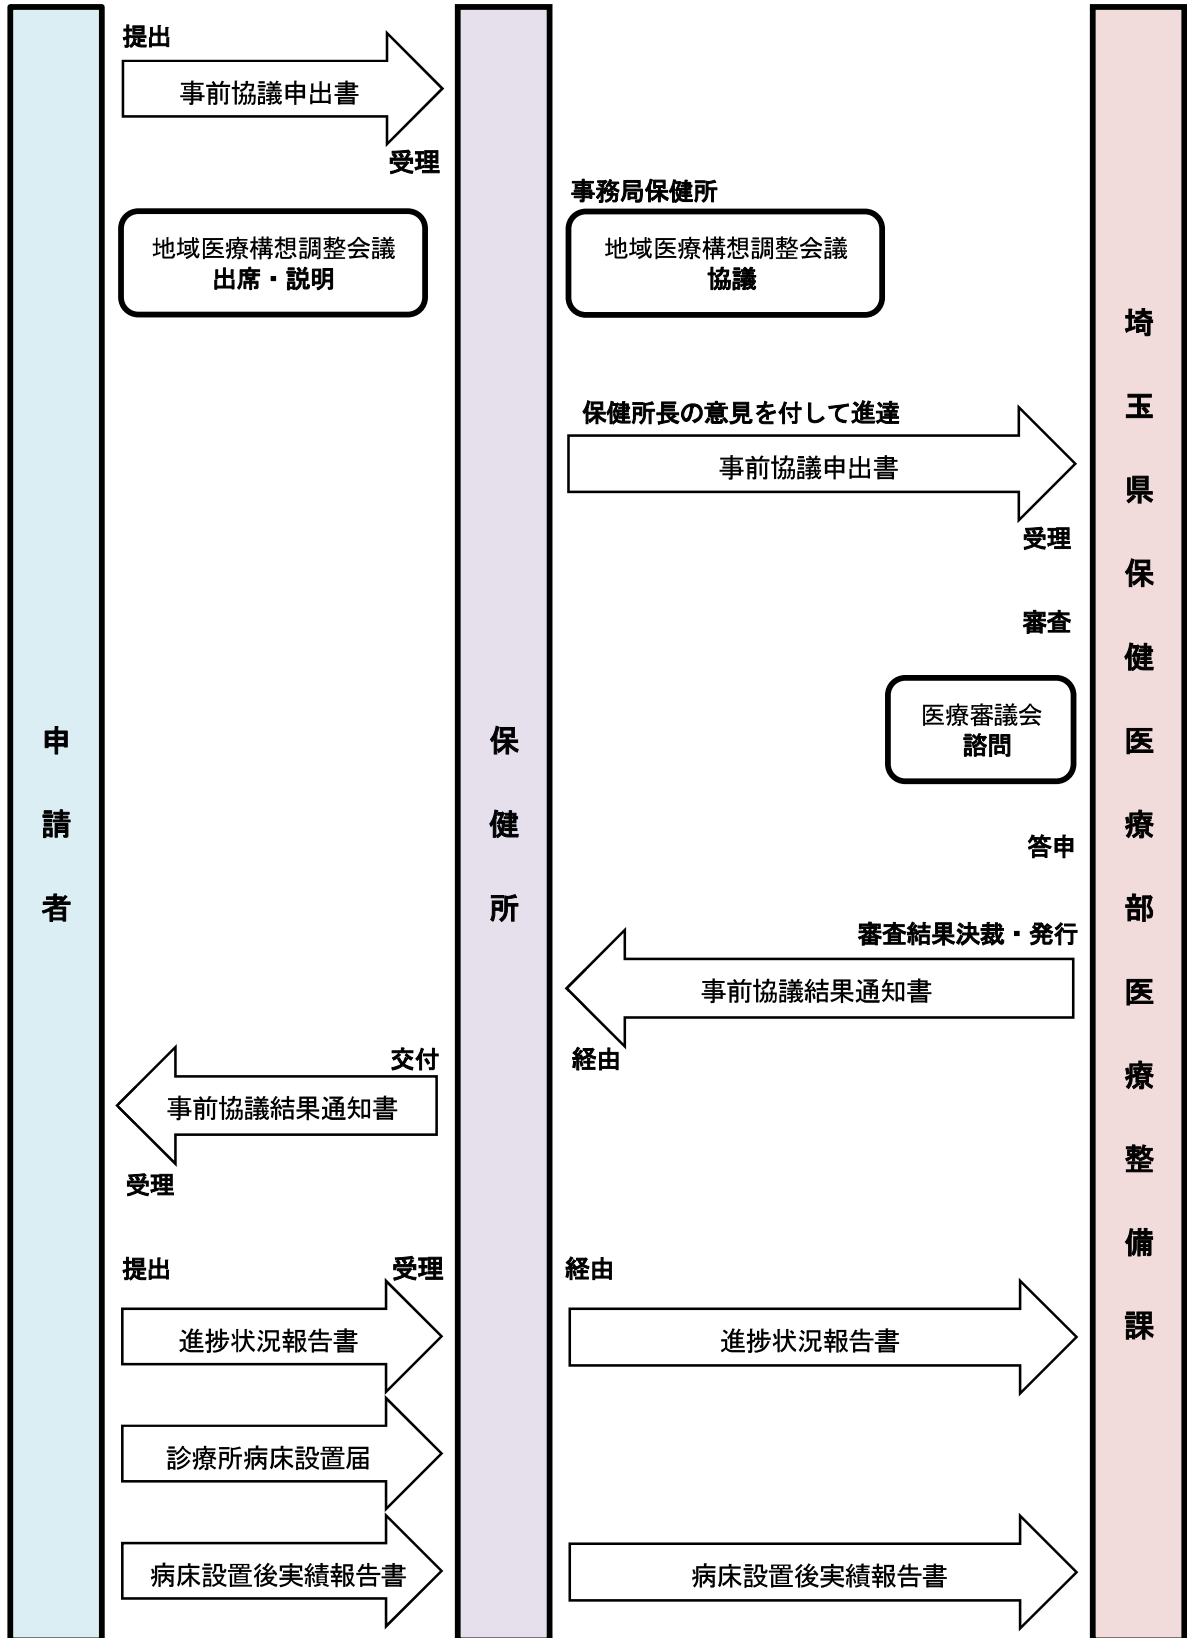 提出
事前協議申出書
受理
事務局保健所
地域医療構想調整会議
出席・説明
地域医療構想調整会議
協議
保健所長の意見を付して進達
事前協議申出書
受理
審査
医療審議会
諮問
答申
審査結果決裁・発行
事前協議結果通知書
経由
交付
事前協議結果通知書
受理
提出
受理
経由
進捗状況報告書
進捗状況報告書
診療所病床設置届
病床設置後実績報告書
病床設置後実績報告書
申請者
保健所
埼玉県保健医療部医療整備課